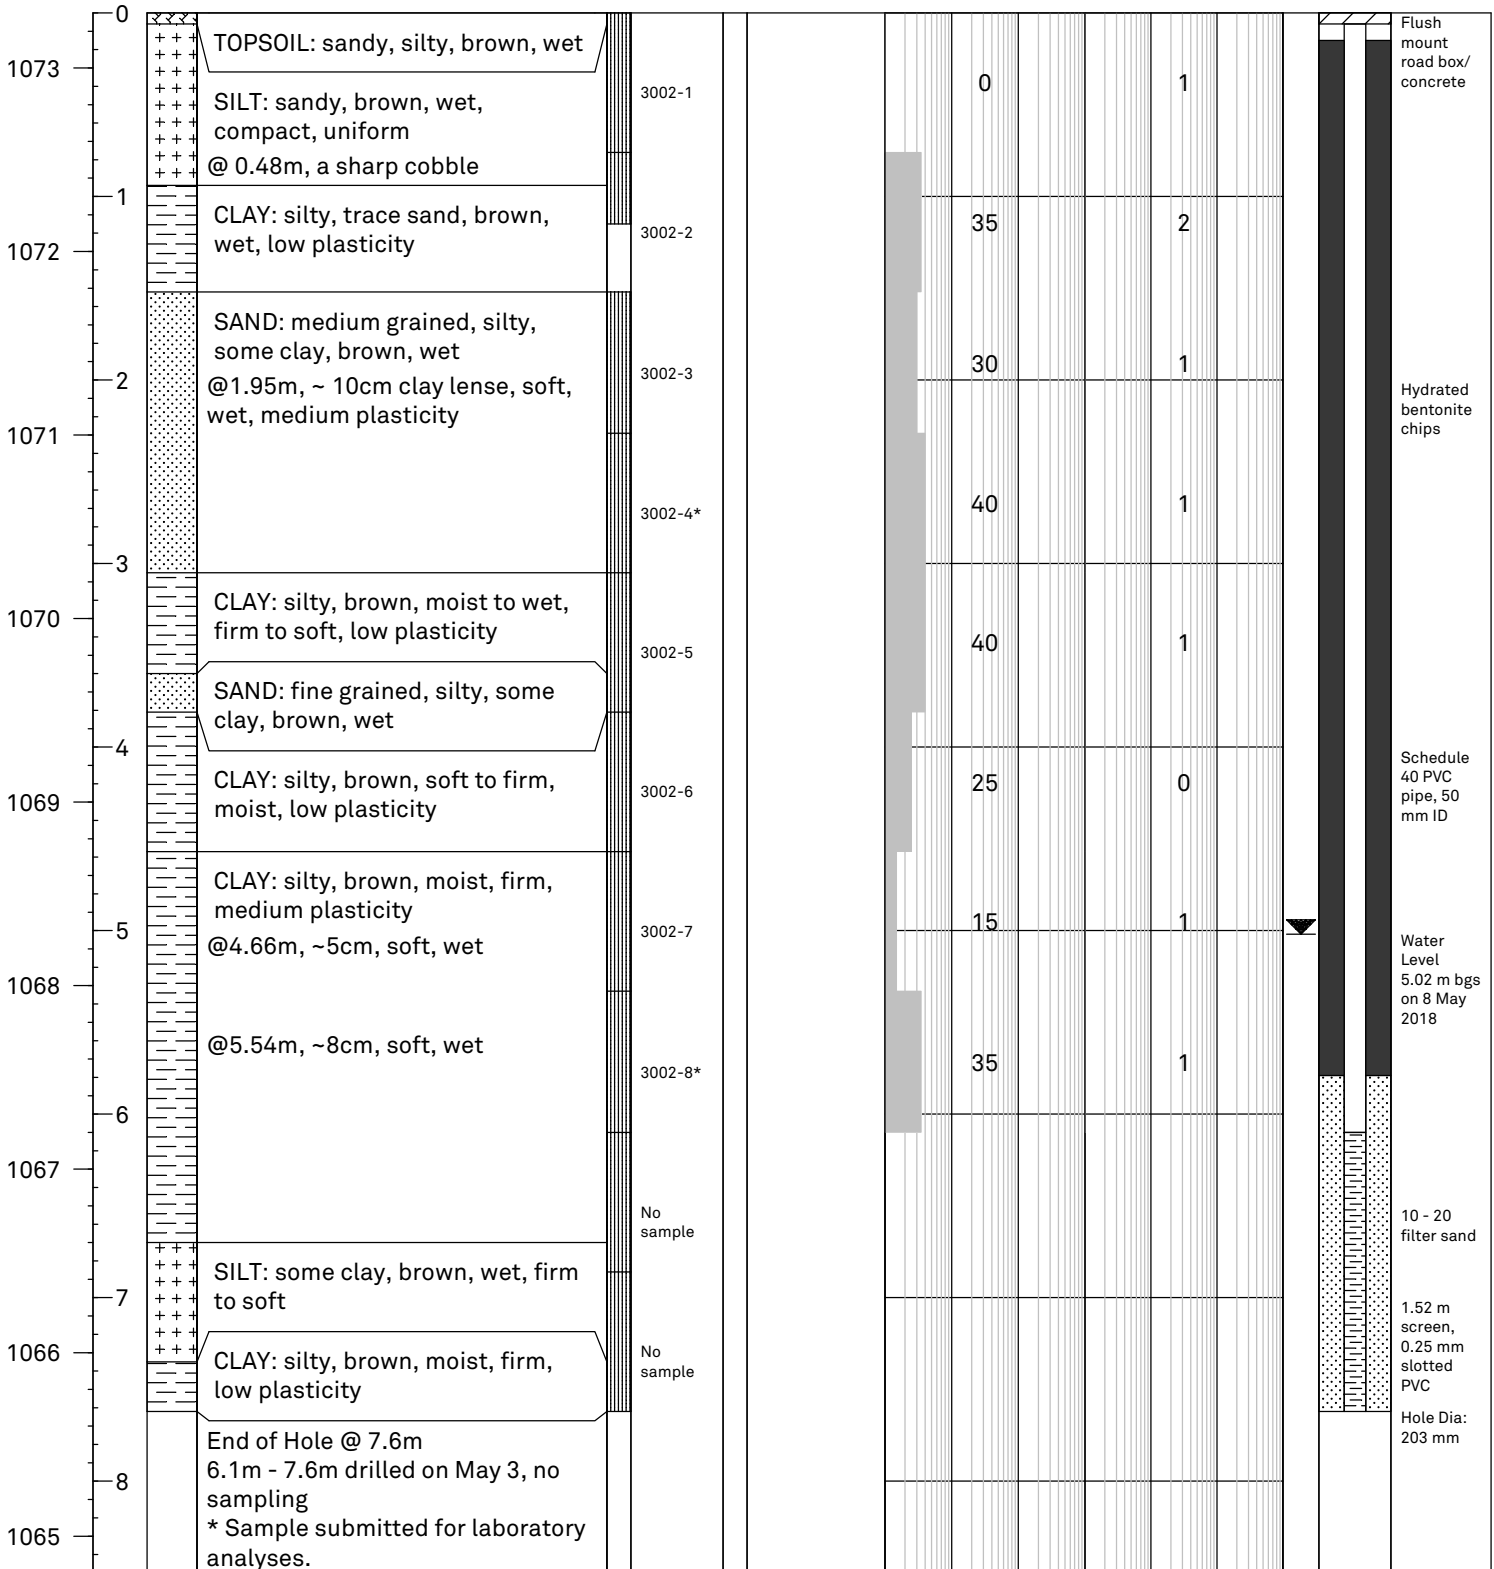 0
1073
1
1072
2
1071
3
1070
4
1069
5
1068
6
1067
7
1066
8
1065
TOPSOIL: sandy, silty, brown, wet
SILT: sandy, brown, wet,
compact, uniform
@ 0.48m, a sharp cobble
CLAY: silty, trace sand, brown,
wet, low plasticity
SAND: medium grained, silty,
some clay, brown, wet
@1.95m, ~ 10cm clay lense, soft,
wet, medium plasticity
CLAY: silty, brown, moist to wet,
firm to soft, low plasticity
SAND: fine grained, silty, some
clay, brown, wet
CLAY: silty, brown, soft to firm,
moist, low plasticity
CLAY: silty, brown, moist, firm,
medium plasticity
@4.66m, ~5cm, soft, wet
@5.54m, ~8cm, soft, wet
SILT: some clay, brown, wet, firm
to soft
CLAY: silty, brown, moist, firm,
low plasticity
End of Hole @ 7.6m
6.1m - 7.6m drilled on May 3, no
sampling
* Sample submitted for laboratory
analyses.
3002-1
3002-2
3002-3
3002-4*
3002-5
3002-6
3002-7
3002-8*
No
sample
No
sample
0 1
35 2
30 1
40 1
40 1
25 0
15 1
35 1
Flush
mount
road box/
concrete
Hydrated
bentonite
chips
Schedule
40 PVC
pipe, 50
mm ID
Water
Level
5.02 m bgs
on 8 May
2018
10 - 20
filter sand
1.52 m
screen,
0.25 mm
slotted
PVC
Hole Dia:
203 mm